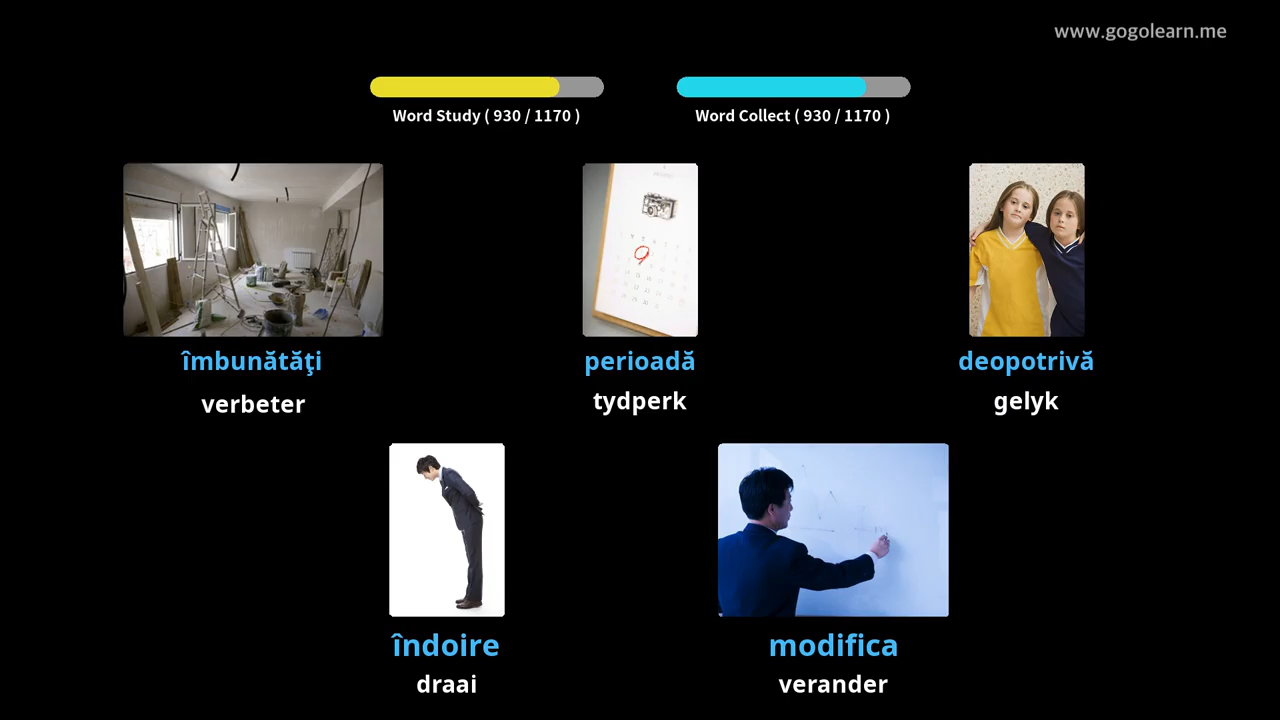 www.gogolearn.me
Word Study ( 930 / 1170 )
Word Collect ( 930 / 1170 )
îmbunătăţi
verbeter
perioadă
tydperk
deopotrivă
gelyk
îndoire
draai
modifica
verander